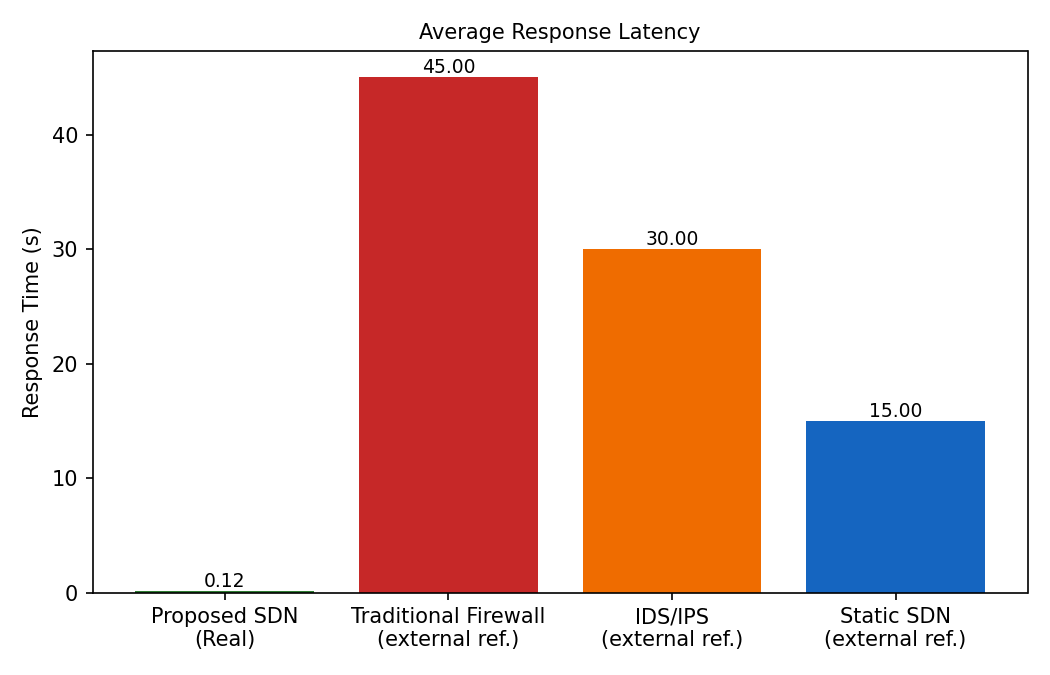 Average Response Latency
45.00
40
30.00
30
Response Time (s)
20
15.00
10
0.12
0
Proposed SDN
(Real)
Traditional Firewall
(external ref.)
IDS/IPS
(external ref.)
Static SDN
(external ref.)